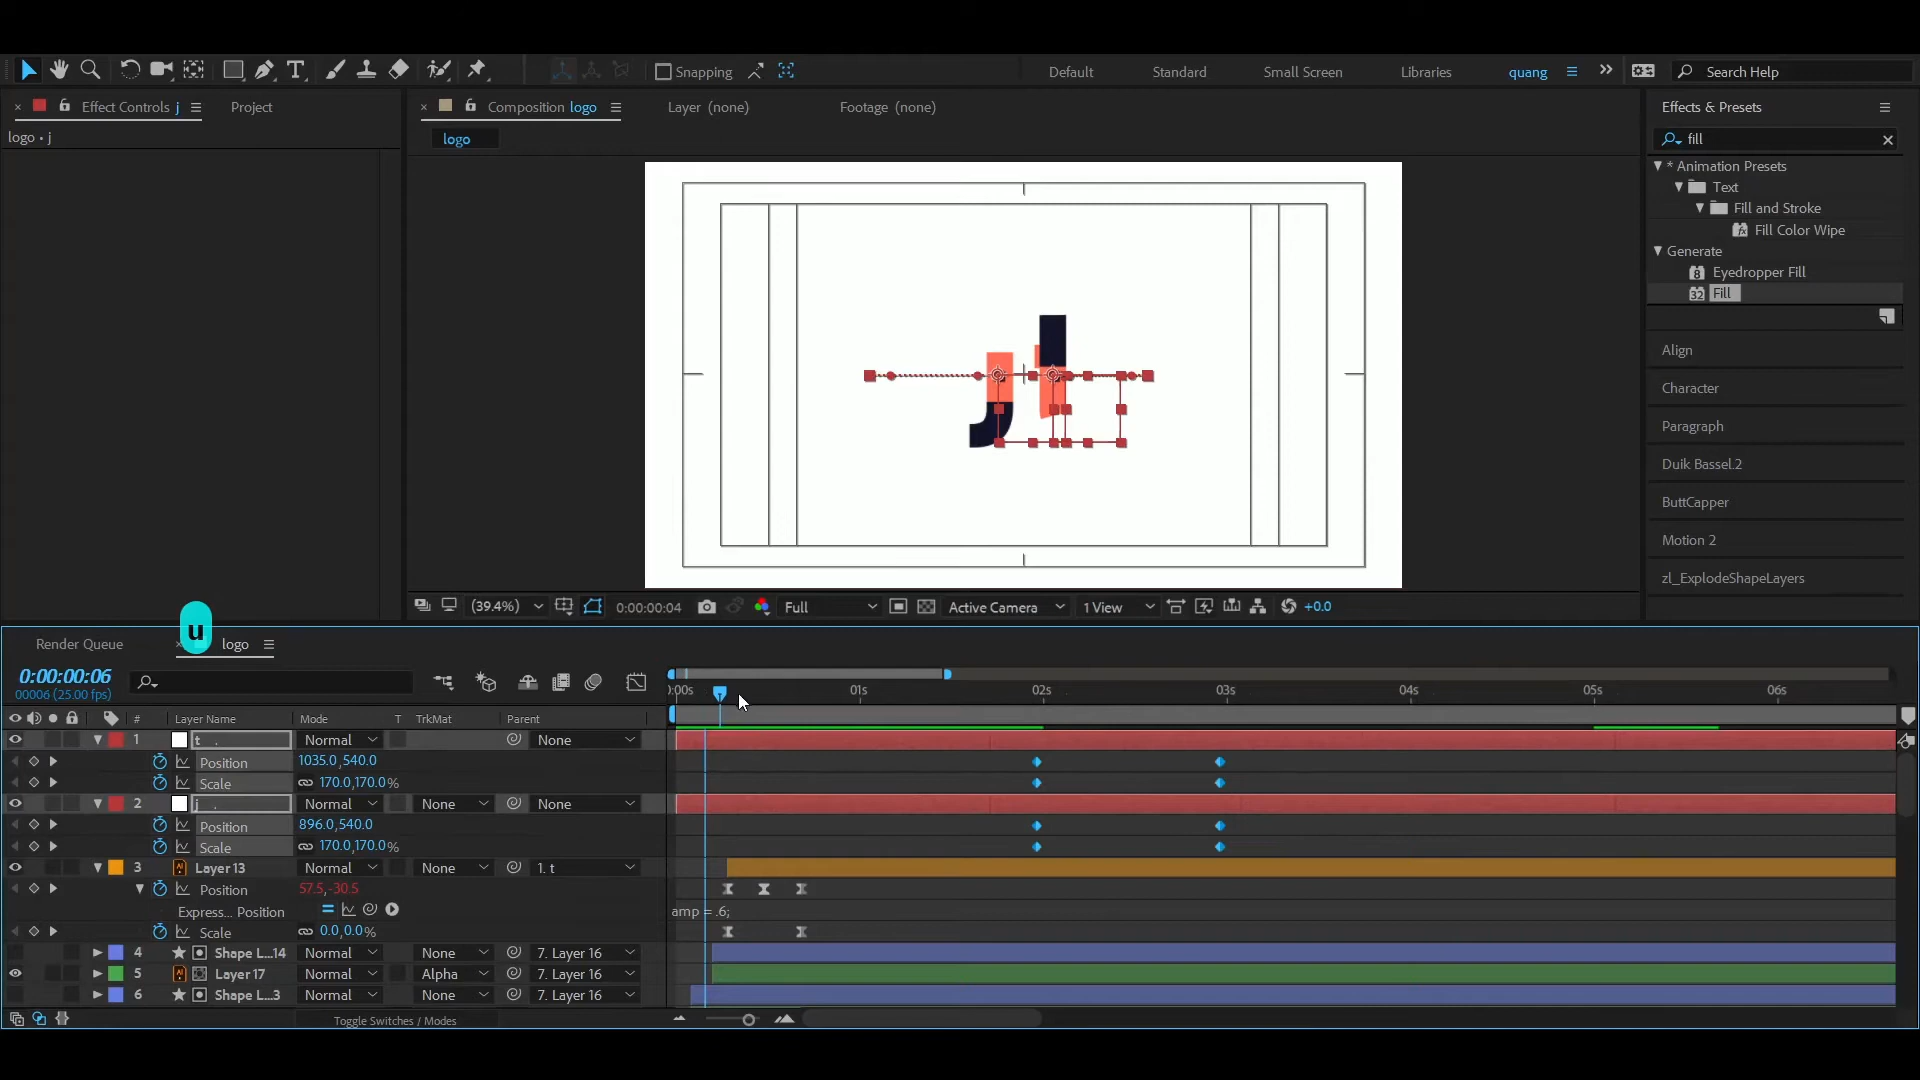 Snapping
Default
Standard
Small Screen
Libraries
quang
Search Help
Effect Controls j
Project
Composition logo
Layer (none)
Footage (none)
Effects & Presets
logo • j
logo
fill
* Animation Presets
Text
Fill and Stroke
Fill Color Wipe
Generate
Eyedropper Fill
Fill
Align
Character
Paragraph
Duik Bassel.2
ButtCapper
Motion 2
zl_ExplodeShapeLayers
(39.4%)
0:00:00:04
Full
Active Camera
1 View
+0.0
u
Render Queue
logo
0:00:00:06
00006 (25.00 fps)
:00s 01s 02s 03s 04s 05s 06s
# Layer Name Mode T TrkMat Parent
1 t . Normal None
Position 1035.0,540.0
Scale 170.0,170.0%
2 j . Normal None None
Position 896.0,540.0
Scale 170.0,170.0%
3 Layer 13 Normal None 1. t
Position 57.5,-30.5
Express... Position amp = .6;
Scale 0.0,0.0%
4 Shape L...14 Normal None 7. Layer 16
5 Layer 17 Normal Alpha 7. Layer 16
6 Shape L...3 Normal None 7. Layer 16
Toggle Switches / Modes